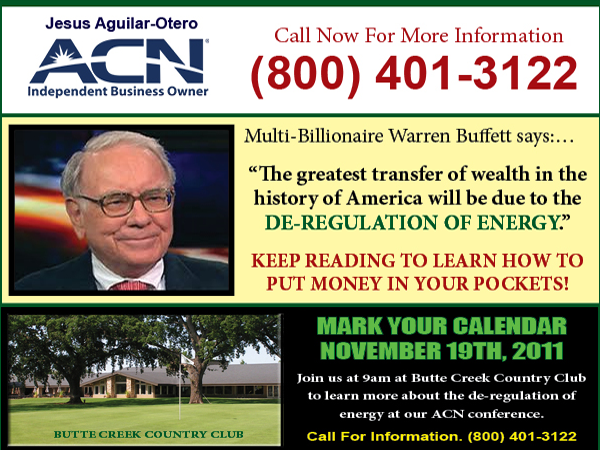 Jesus Aguilar-Otero
ACN
Independent Business Owner
Call Now For More Information
(800) 401-3122
Multi-Billionaire Warren Buffett says:…
“The greatest transfer of wealth in the
history of America will be due to the
DE-REGULATION OF ENERGY.”
KEEP READING TO LEARN HOW TO
PUT MONEY IN YOUR POCKETS!
BUTTE CREEK COUNTRY CLUB
MARK YOUR CALENDAR
NOVEMBER 19TH, 2011
Join us at 9am at Butte Creek Country Club
to learn more about the de-regulation of
energy at our ACN conference.
Call For Information. (800) 401-3122